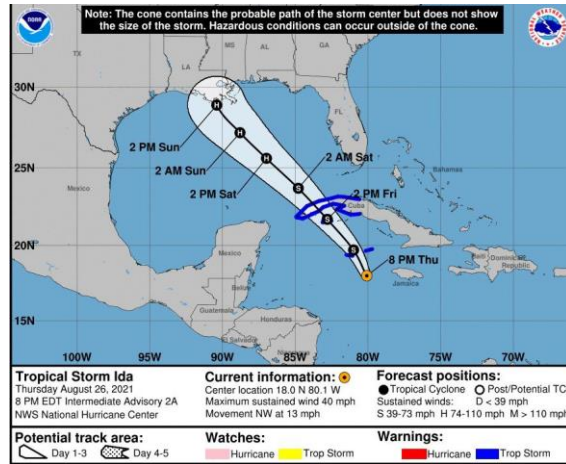 Note: The cone contains the probable path of the storm center but does not show
the size of the storm. Hazardous conditions can occur outside of the cone.
NOAA
TX
LA
MS
AL
GA
FL
30N
25N
20N
15N
2 PM Sun
2 AM Sun
2 PM Sat
2 AM Sat
2 PM Fri
8 PM Thu
H
H
H
S
S
S
Mexico
Bahamas
Cuba
Mexico
Belize
Guatemala
Honduras
El Salvador
Jamaica
Haiti
Dominican
Republic
100W
95W
90W
85W
80W
75W
70W
Tropical Storm Ida
Thursday August 26, 2021
8 PM EDT Intermediate Advisory 2A
NWS National Hurricane Center
Current information:
Center location 18.0 N 80.1 W
Maximum sustained wind 40 mph
Movement NW at 13 mph
Forecast positions:
Tropical Cyclone Post/Potential TC
Sustained winds: D < 39 mph
S 39-73 mph H 74-110 mph M > 110 mph
Potential track area:
Day 1-3 Day 4-5
Watches:
Hurricane Trop Storm
Warnings:
Hurricane Trop Storm